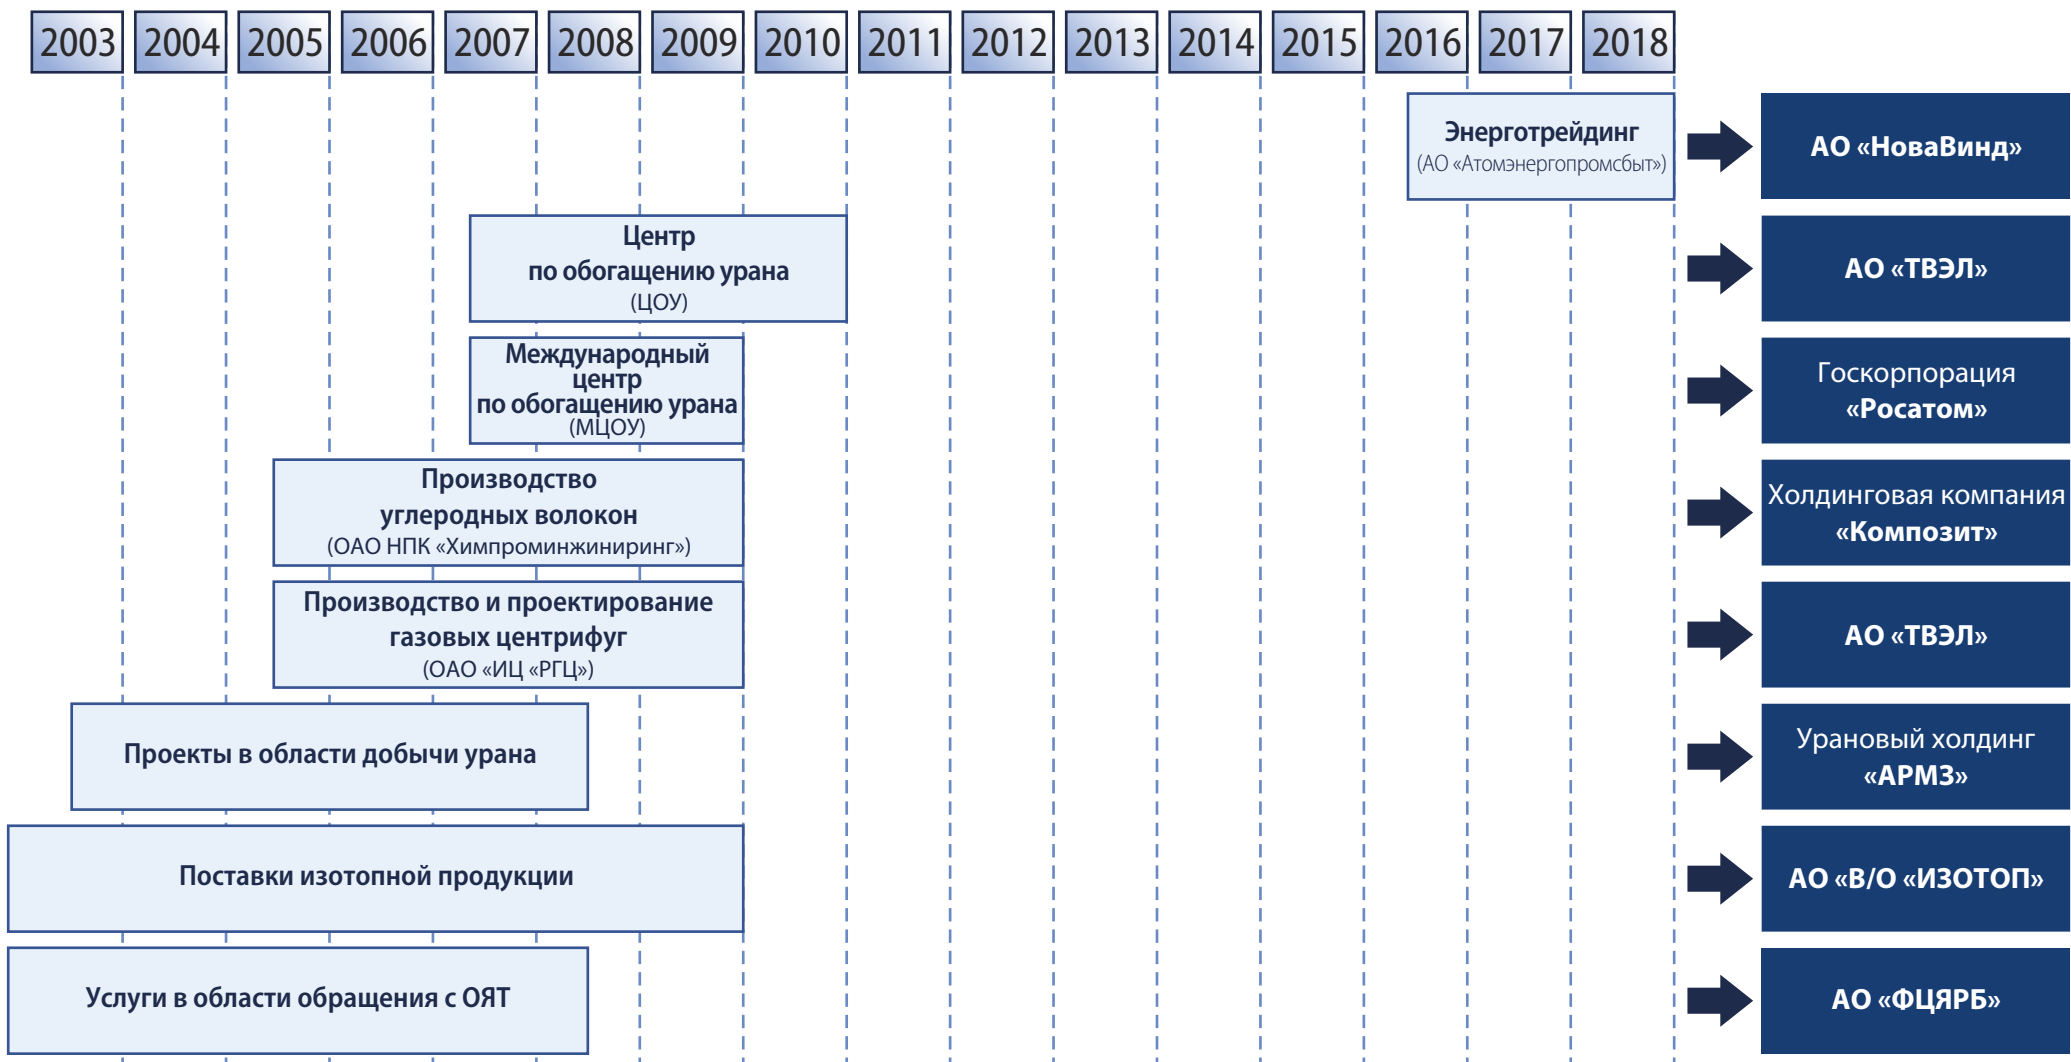 2003 2004 2005 2006 2007 2008 2009 2010 2011 2012 2013 2014 2015 2016 2017 2018
Энерготрейдинг
(АО «Атомэнергопромсбыт»)
АО «НоваВинд»
Центр
по обогащению урана
(ЦОУ)
АО «ТВЭЛ»
Международный
центр
по обогащению урана
(МЦОУ)
Госкорпорация
«Росатом»
Производство
углеродных волокон
(ОАО НПК «Химпроминжиниринг»)
Холдинговая компания
«Композит»
Производство и проектирование
газовых центрифуг
(ОАО «ИЦ «РГЦ»)
АО «ТВЭЛ»
Проекты в области добычи урана
Урановый холдинг
«АРМЗ»
Поставки изотопной продукции
АО «В/О «ИЗОТОП»
Услуги в области обращения с ОЯТ
АО «ФЦЯРБ»